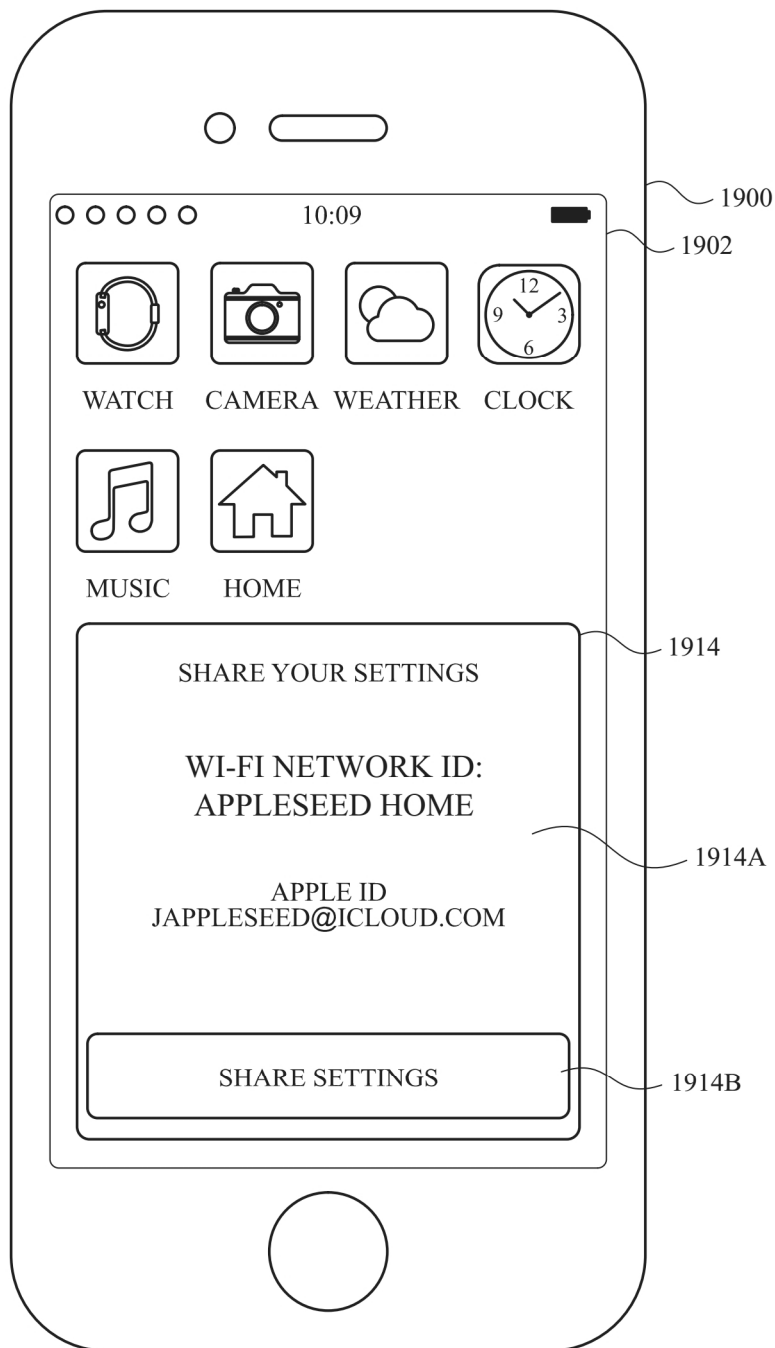 10:09
1900
1902
12
9 3
6
WATCH CAMERA WEATHER CLOCK
MUSIC HOME
1914
SHARE YOUR SETTINGS
WI-FI NETWORK ID:
APPLESEED HOME
1914A
APPLE ID
JAPPLESEED@ICLOUD.COM
SHARE SETTINGS
1914B